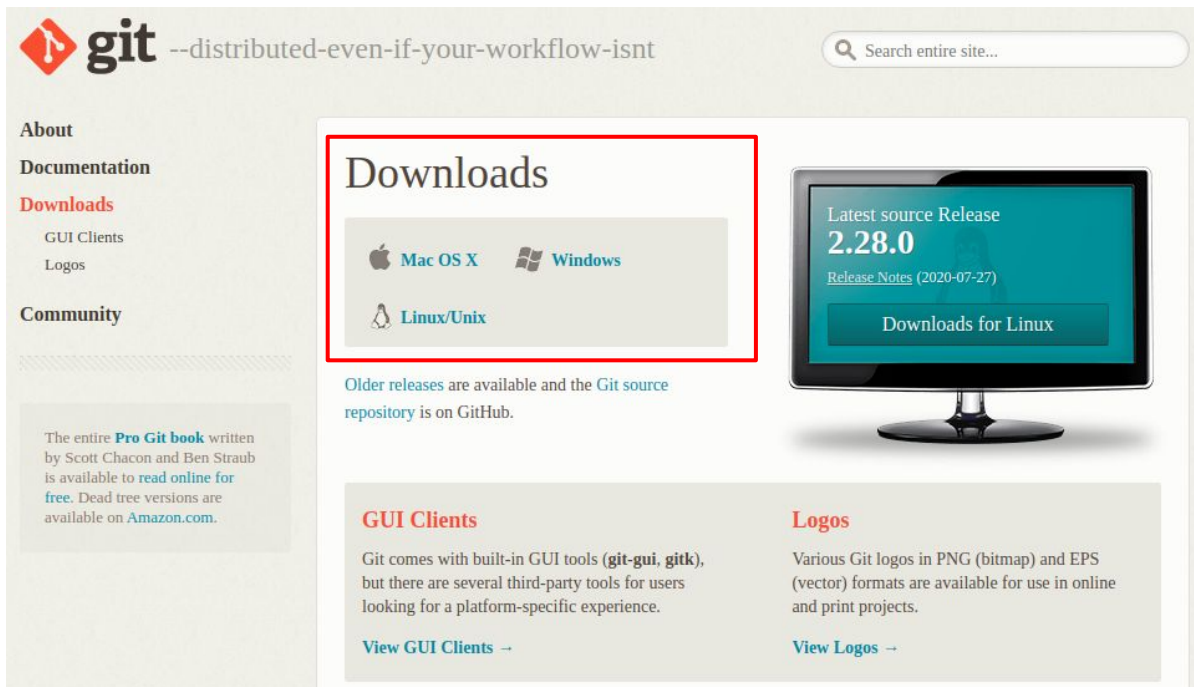 git --distributed-even-if-your-workflow-isnt
Search entire site...
About
Documentation
Downloads
GUI Clients
Logos
Community
The entire Pro Git book written
by Scott Chacon and Ben Straub
is available to read online for
free. Dead tree versions are
available on Amazon.com.
Downloads
Mac OS X
Windows
Linux/Unix
Older releases are available and the Git source
repository is on GitHub.
Latest source Release
2.28.0
Release Notes (2020-07-27)
Downloads for Linux
GUI Clients
Git comes with built-in GUI tools (git-gui, gitk),
but there are several third-party tools for users
looking for a platform-specific experience.
View GUI Clients →
Logos
Various Git logos in PNG (bitmap) and EPS
(vector) formats are available for use in online
and print projects.
View Logos →